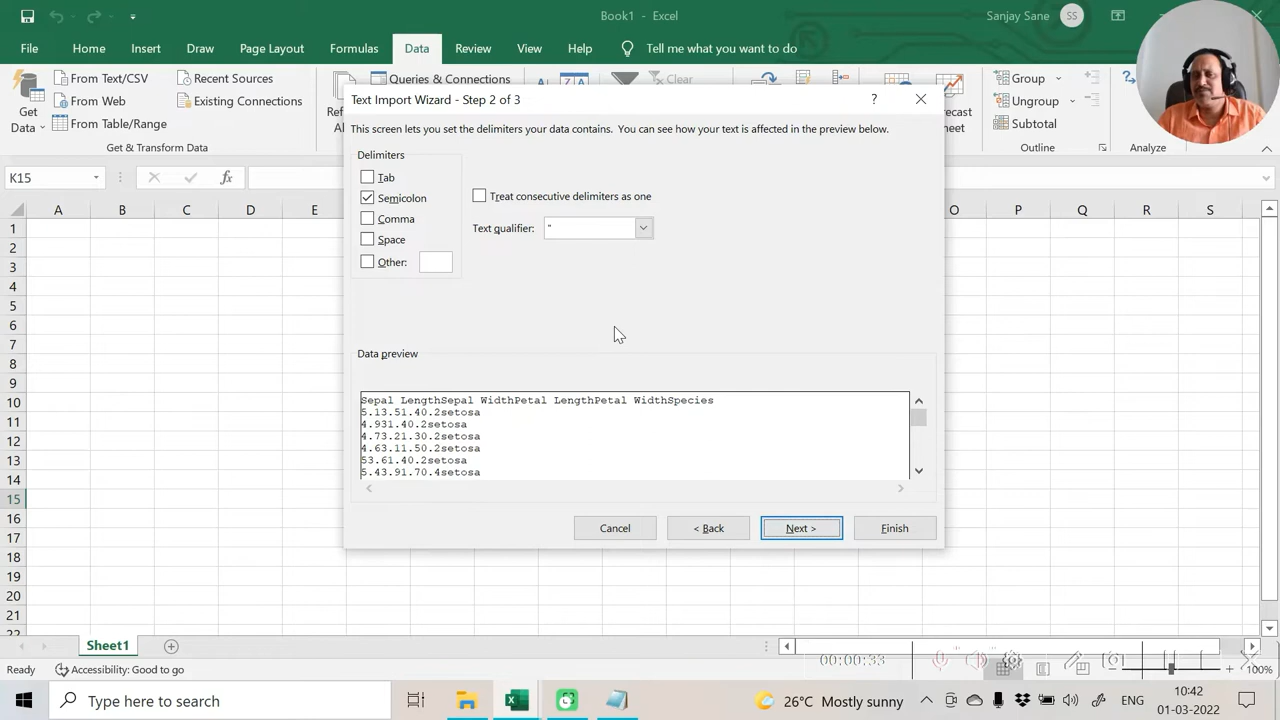 Book1 - Excel
Sanjay Sane
SS
File Home Insert Draw Page Layout Formulas Data Review View Help Tell me what you want to do
From Text/CSV
Recent Sources
Queries & Connections
Clear
Group
From Web
Existing Connections
Ungroup
Get
Data
From Table/Range
Subtotal
Get & Transform Data
Outline
Analyze
Text Import Wizard - Step 2 of 3
?
This screen lets you set the delimiters your data contains. You can see how your text is affected in the preview below.
Delimiters
Tab
Semicolon
Treat consecutive delimiters as one
Comma
Text qualifier: "
Space
Other:
Data preview
Sepal LengthSepal WidthPetal LengthPetal WidthSpecies
5.13.51.40.2setosa
4.931.40.2setosa
4.73.21.30.2setosa
4.63.11.50.2setosa
53.61.40.2setosa
5.43.91.70.4setosa
Cancel < Back Next > Finish
K15
fx
A B C D E O P Q R S
1
2
3
4
5
6
7
8
9
10
11
12
13
14
15
16
17
18
19
20
21
Sheet1
Ready Accessibility: Good to go
00:00:33
100%
Type here to search
26°C Mostly sunny
ENG
10:42
01-03-2022